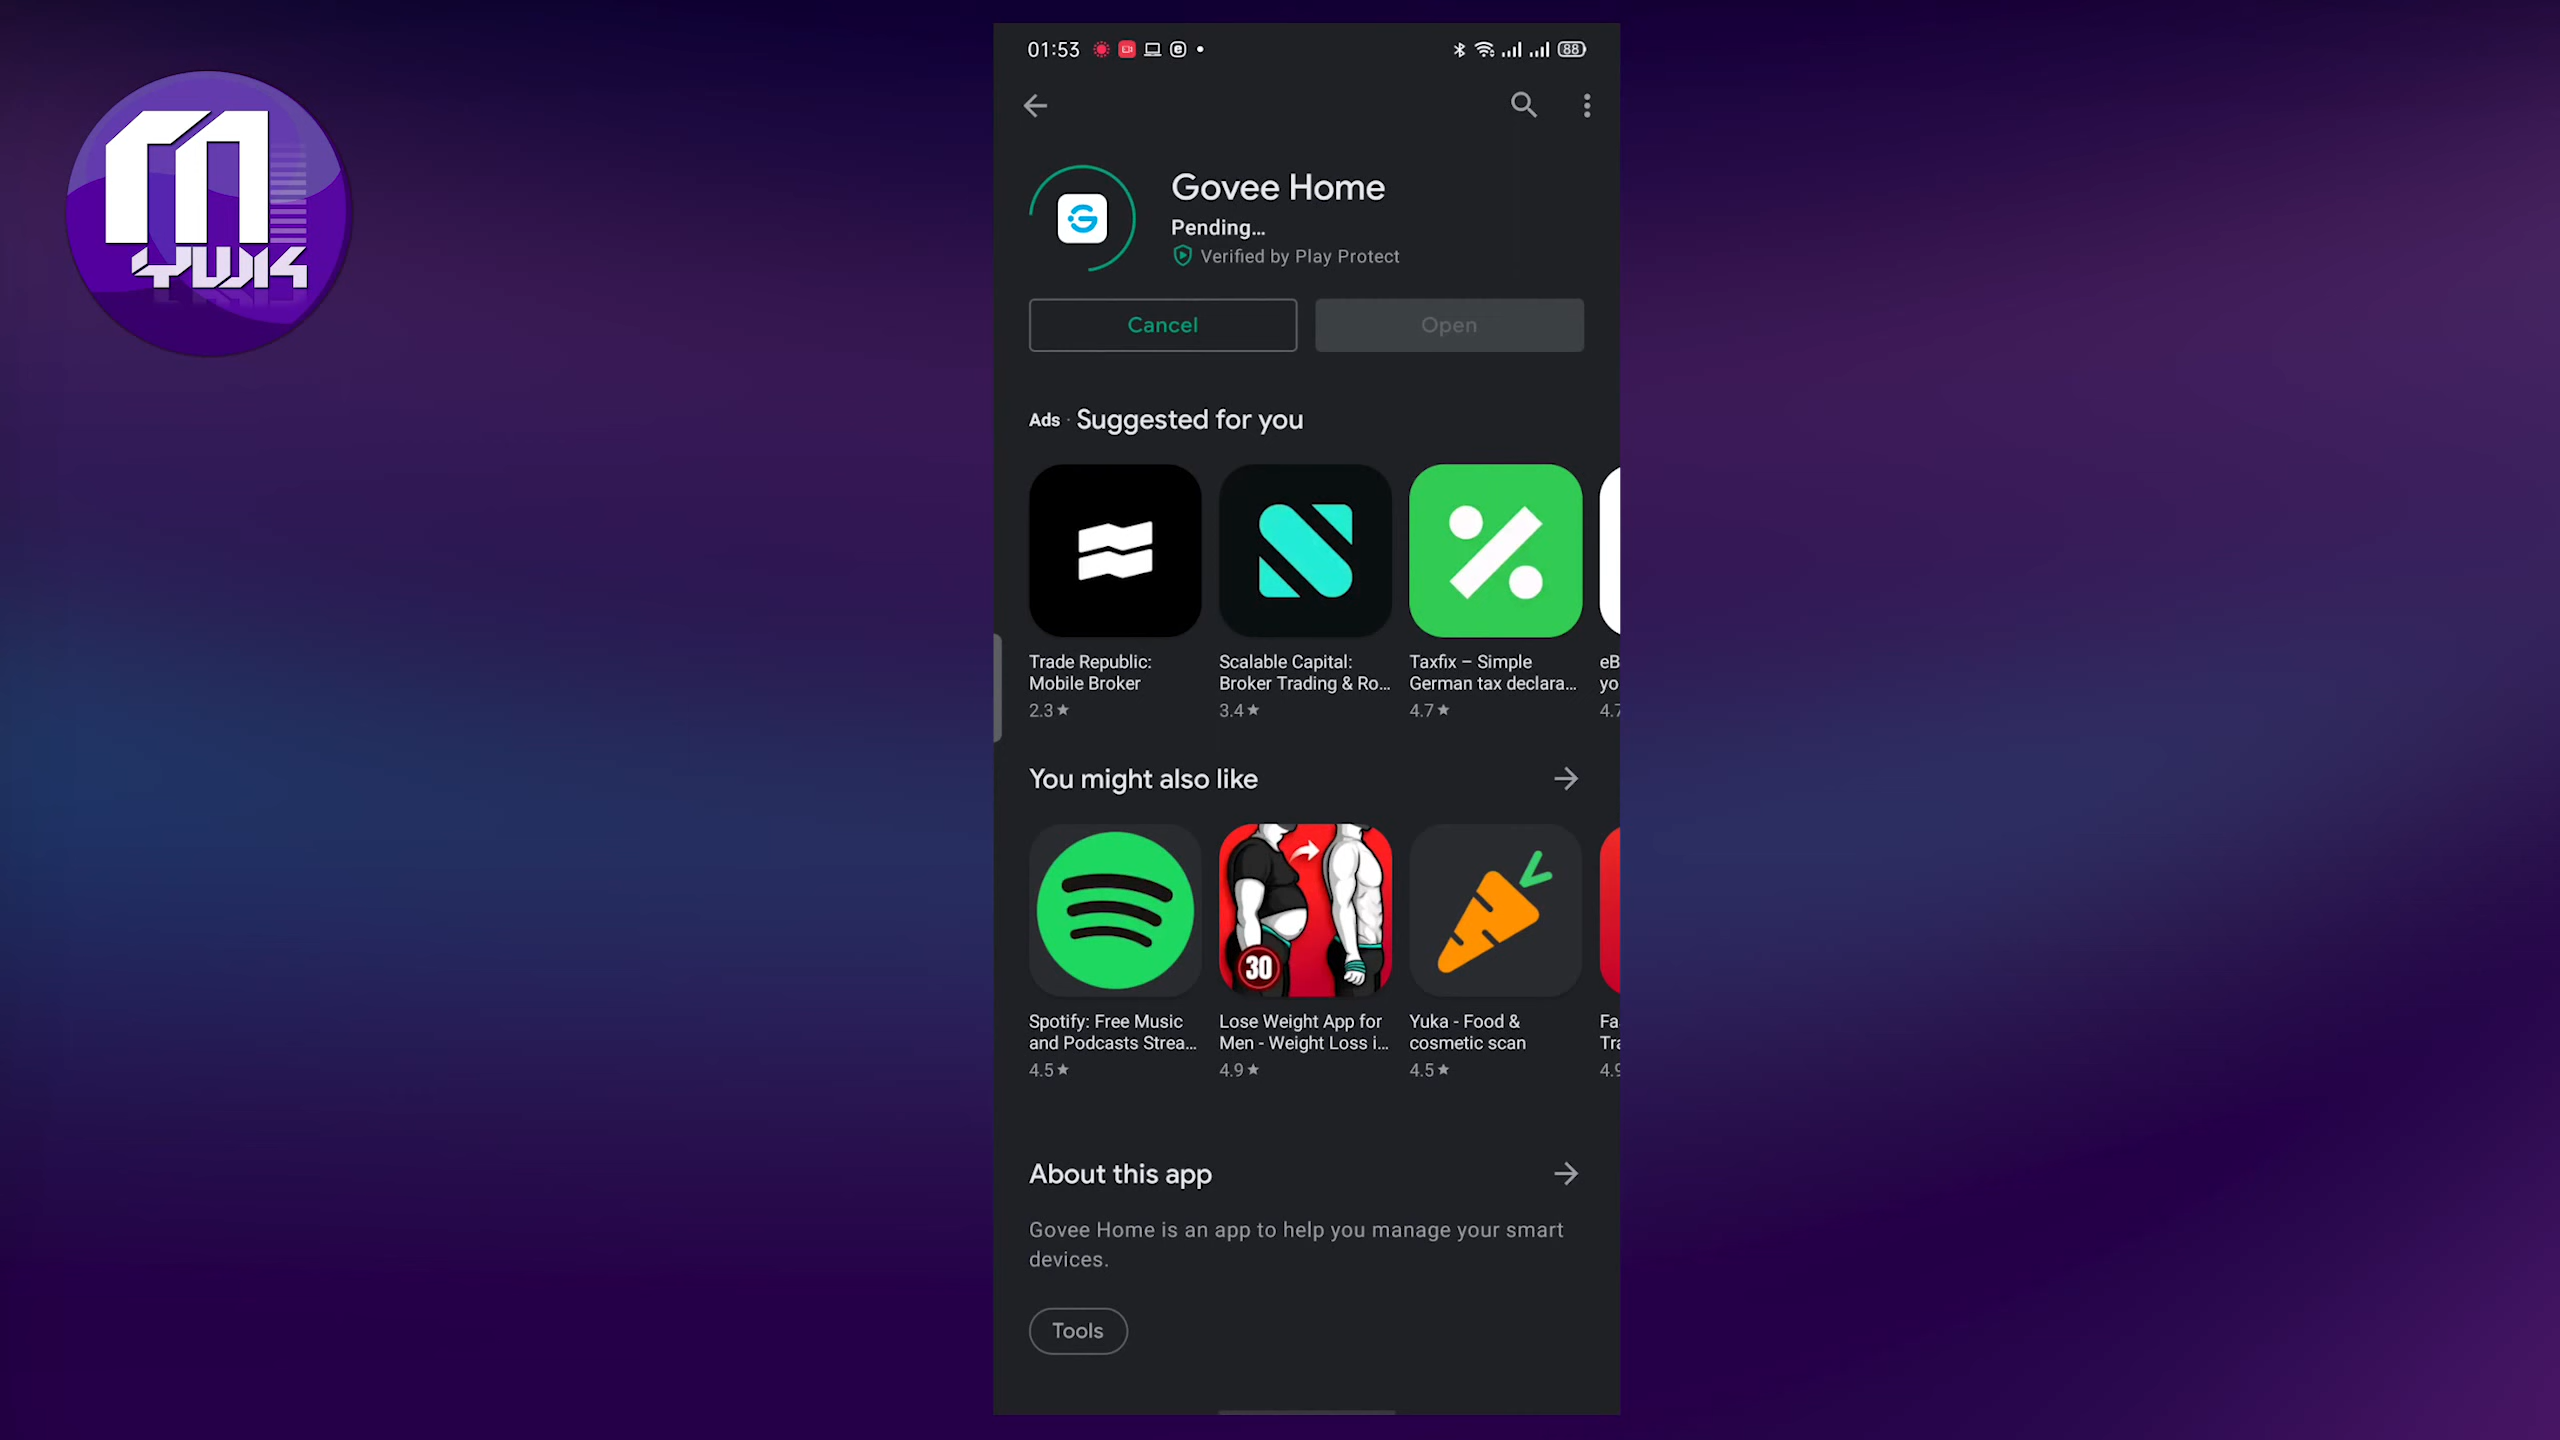 M
YWK
01:53
88
Govee Home
Pending…
Verified by Play Protect
Cancel
Open
Ads · Suggested for you
Trade Republic:
Mobile Broker
2.3★
Scalable Capital:
Broker Trading & Ro…
3.4★
Taxfix – Simple
German tax declara…
4.7★
eB
yo
4.7
You might also like
30
Spotify: Free Music
and Podcasts Strea…
4.5★
Lose Weight App for
Men - Weight Loss i…
4.9★
Yuka - Food &
cosmetic scan
4.5★
Fa
Tra
4.9
About this app
Govee Home is an app to help you manage your smart
devices.
Tools